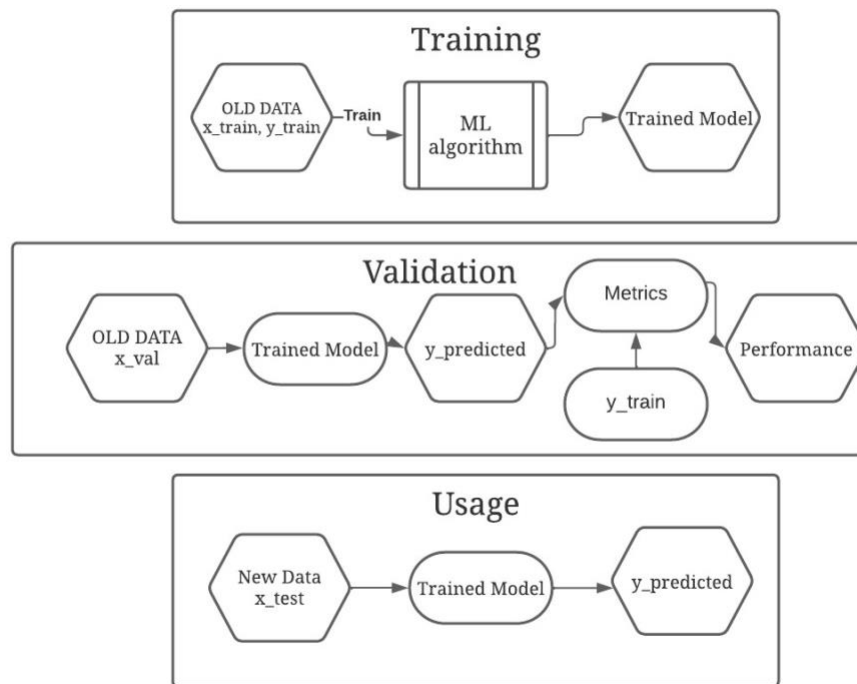 Training
OLD DATA
x_train, y_train
Train
ML
algorithm
Trained Model
Validation
OLD DATA
x_val
Trained Model
y_predicted
Metrics
y_train
Performance
Usage
New Data
x_test
Trained Model
y_predicted